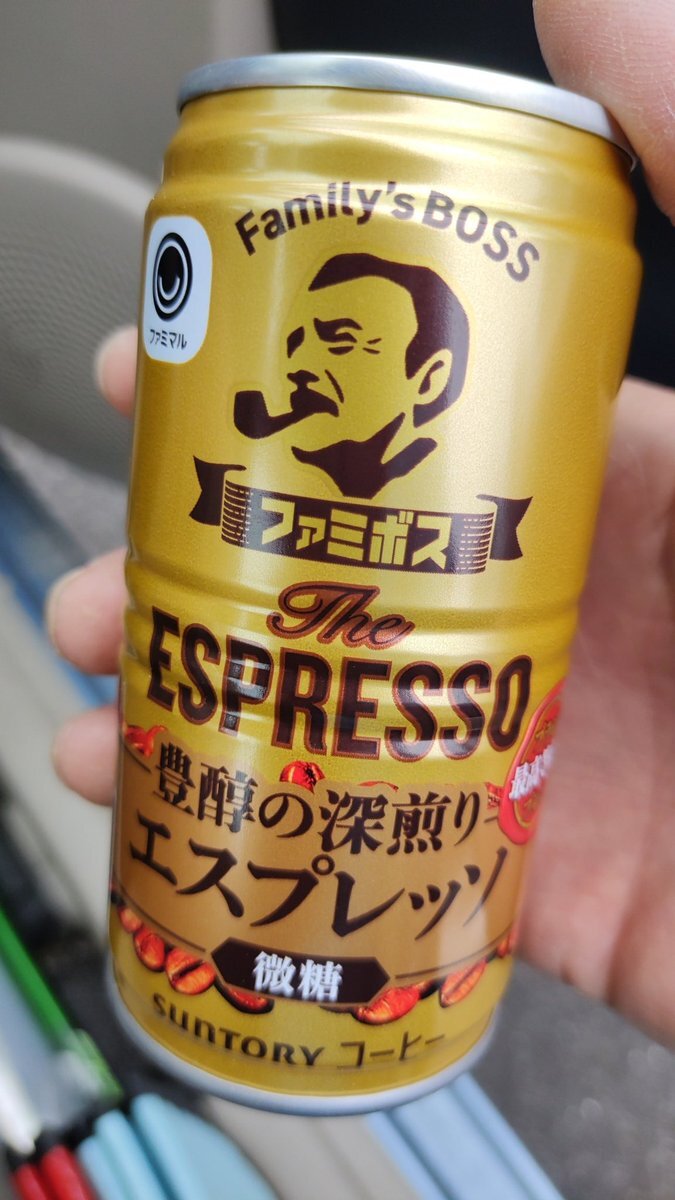 Family's BOSS
ファミマル
ファミボス
The
ESPRESSO
豊醇の深煎り
エスプレッソ
微糖
SUNTORY コーヒー